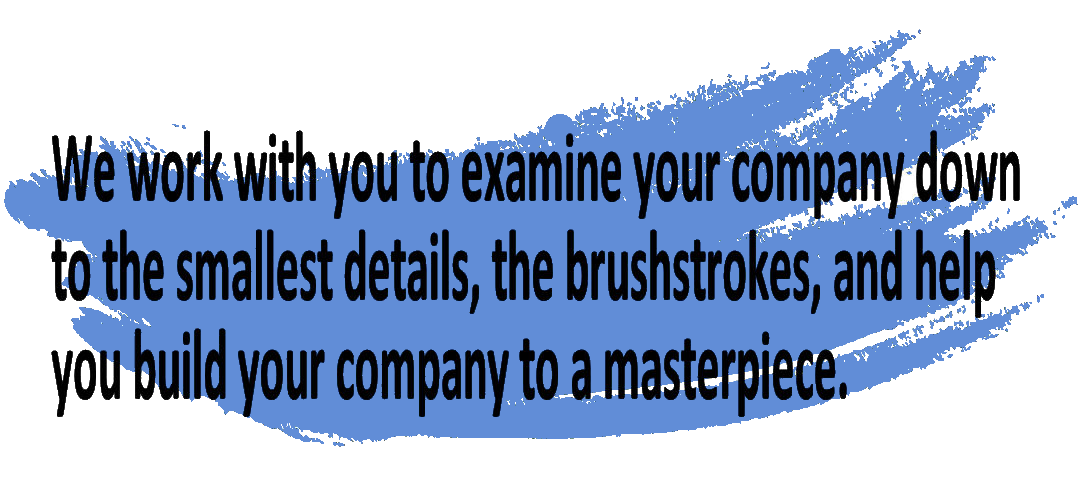 We work with you to examine your company down
to the smallest details, the brushstrokes, and help
you build your company to a masterpiece.